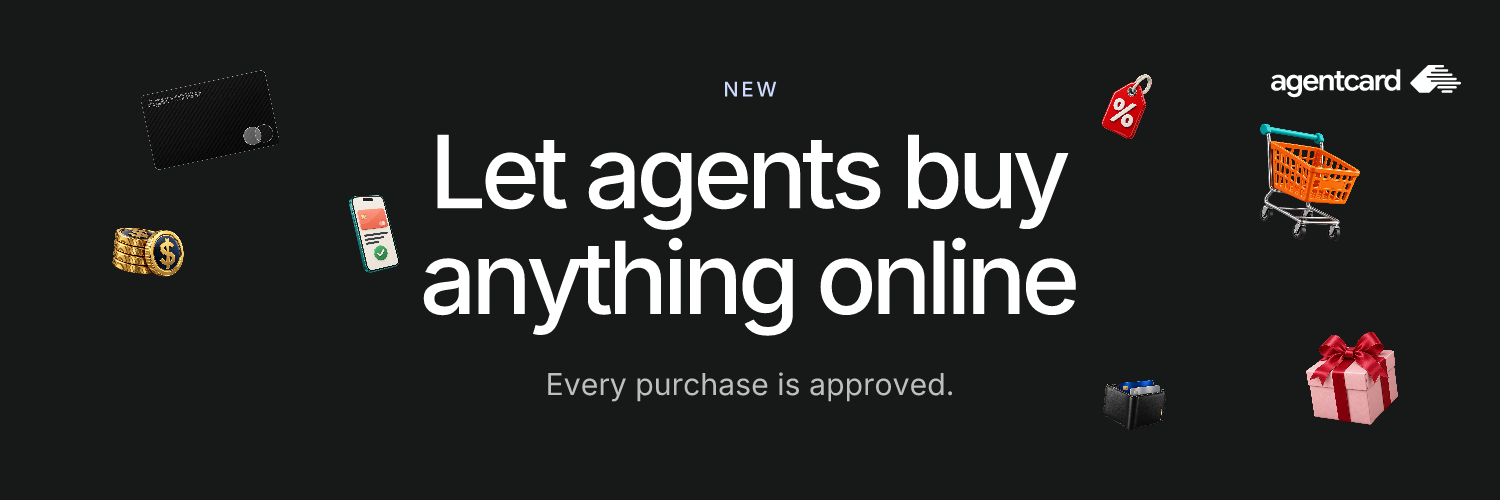 NEW
agentcard
Let agents buy
anything online
Every purchase is approved.
%
$